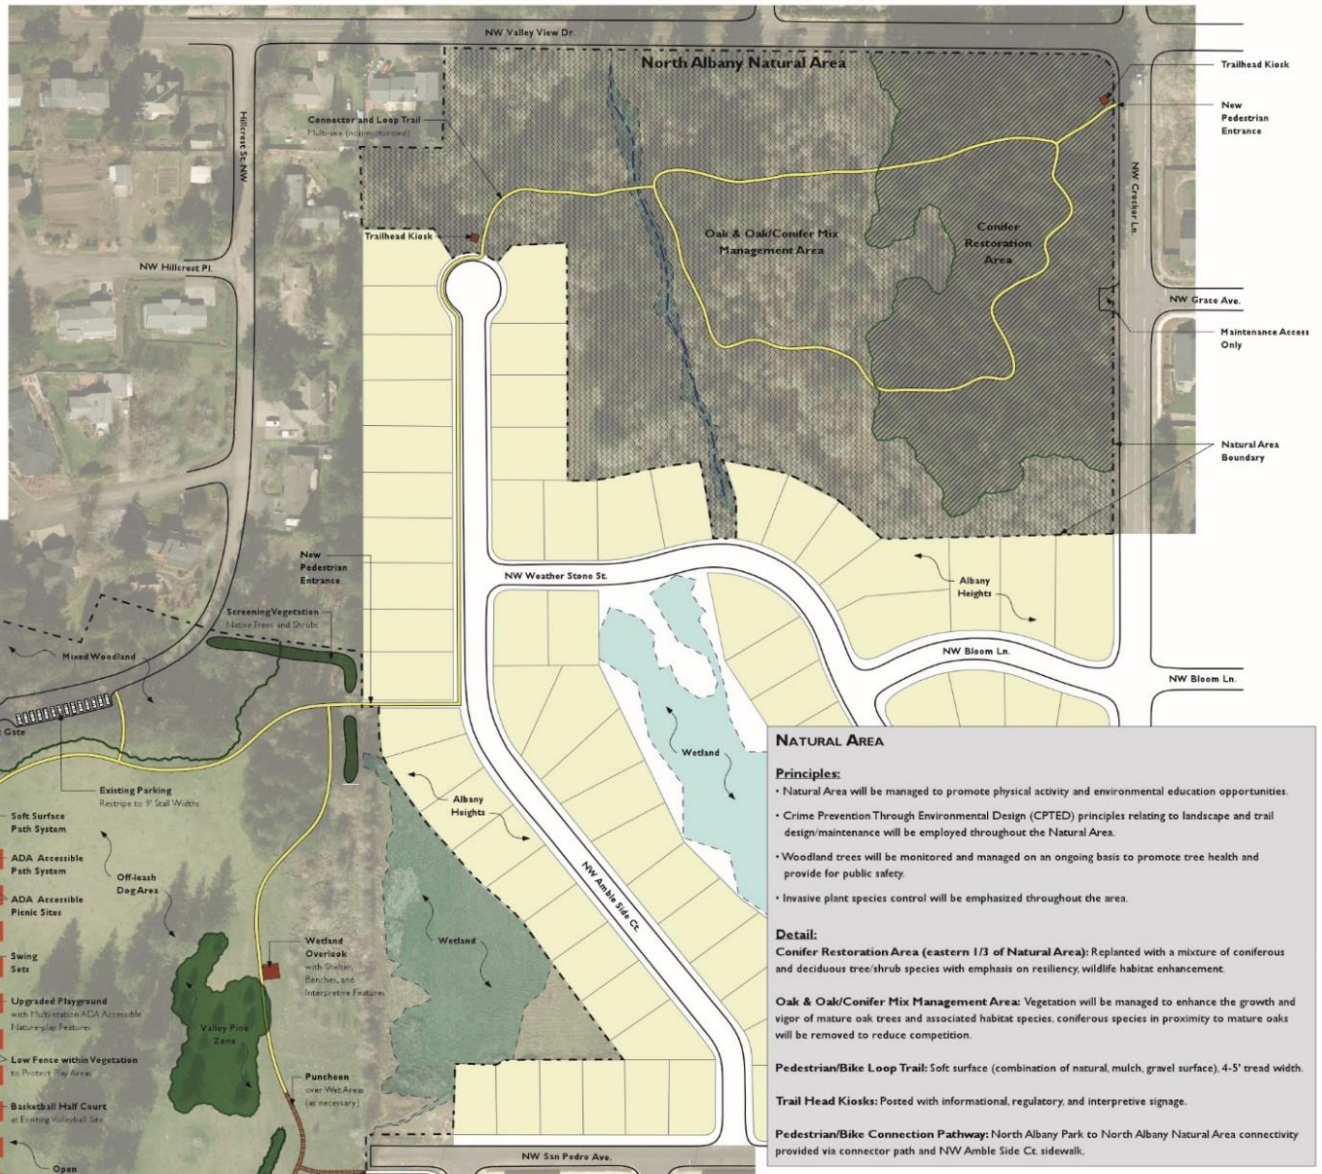 NW Valley View Dr.
North Albany Natural Area
Trailhead Kiosk
New
Pedestrian
Entrance
Hillcrest St. NW
Connector and Loop Trail
Multi-use (non-motorized)
NW Crocker Ln.
Trailhead Kiosk
Oak & Oak/Conifer Mix
Management Area
Conifer
Restoration
Area
NW Hillcrest Pl.
NW Grace Ave.
Maintenance Access
Only
Natural Area
Boundary
New
Pedestrian
Entrance
NW Weather Stone St.
Albany
Heights
Screening Vegetation
Native Trees and Shrubs
Mixed Woodland
NW Bloom Ln.
NW Bloom Ln.
Gate
Wetland
Existing Parking
Restripe to 9' Stall Widths
Albany
Heights
Soft Surface
Path System
ADA Accessible
Path System
Off-leash
Dog Area
ADA Accessible
Picnic Sites
NW Amble Side Ct.
Wetland
Overlook
with Shelter,
Benches, and
Interpretive Features
Wetland
Swing
Sets
Upgraded Playground
with Multi-station ADA Accessible
Nature-play Features
Valley Pine
Zone
Low Fence within Vegetation
to Protect Play Areas
Puncheon
over Wet Areas
(as necessary)
Basketball Half Court
at Existing Volleyball Site
Open
NW San Pedro Ave.
NATURAL AREA
Principles:
• Natural Area will be managed to promote physical activity and environmental education opportunities.
• Crime Prevention Through Environmental Design (CPTED) principles relating to landscape and trail
design/maintenance will be employed throughout the Natural Area.
• Woodland trees will be monitored and managed on an ongoing basis to promote tree health and
provide for public safety.
• Invasive plant species control will be emphasized throughout the area.
Detail:
Conifer Restoration Area (eastern 1/3 of Natural Area): Replanted with a mixture of coniferous
and deciduous tree/shrub species with emphasis on resiliency, wildlife habitat enhancement.
Oak & Oak/Conifer Mix Management Area: Vegetation will be managed to enhance the growth and
vigor of mature oak trees and associated habitat species, coniferous species in proximity to mature oaks
will be removed to reduce competition.
Pedestrian/Bike Loop Trail: Soft surface (combination of natural, mulch, gravel surface). 4-5' tread width.
Trail Head Kiosks: Posted with informational, regulatory, and interpretive signage.
Pedestrian/Bike Connection Pathway: North Albany Park to North Albany Natural Area connectivity
provided via connector path and NW Amble Side Ct. sidewalk.